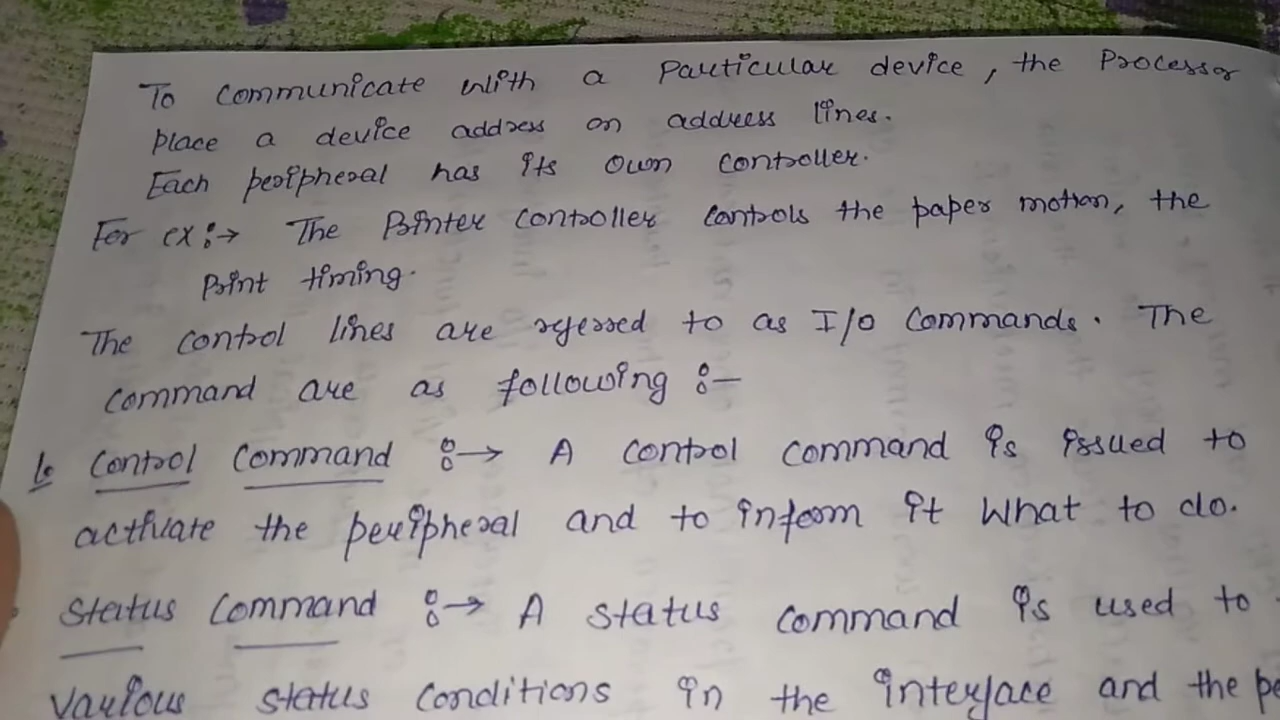 To communicate with a particular device, the Processor
place a device address on address lines.
Each peripheral has its own controller.
For ex:→ The Printer controller controls the paper motion, the
Print timing.
The control lines are referred to as I/O commands. The
command are as following :-
1. Control Command :→ A control command is issued to
activate the peripheral and to inform it what to do.
Status Command :→ A status command is used to
various status conditions in the interface and the pe